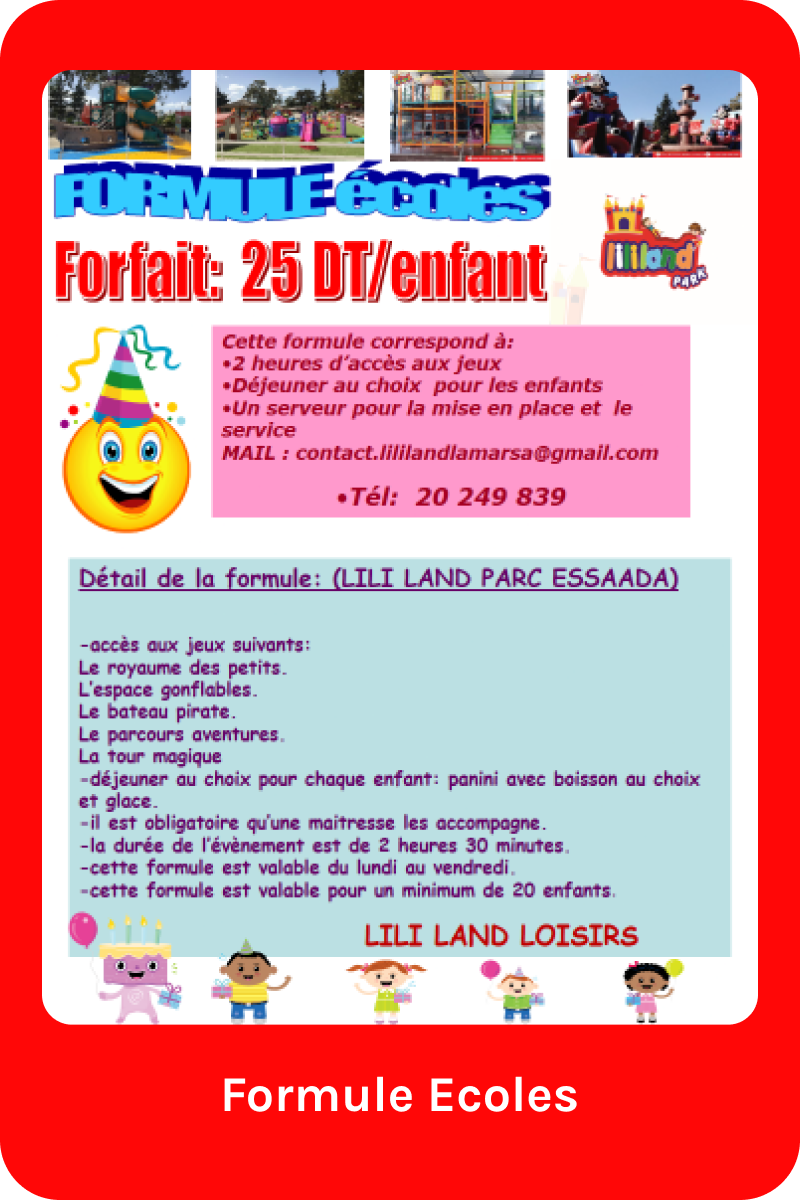 FORMULE écoles
Forfait: 25 DT/enfant
lililand
PARK
Cette formule correspond à:
•2 heures d’accès aux jeux
•Déjeuner au choix pour les enfants
•Un serveur pour la mise en place et le
service
MAIL : contact.lililandlamarsa@gmail.com
•Tél: 20 249 839
Détail de la formule: (LILI LAND PARC ESSAADA)
-accès aux jeux suivants:
Le royaume des petits.
L’espace gonflables.
Le bateau pirate.
Le parcours aventures.
La tour magique
-déjeuner au choix pour chaque enfant: panini avec boisson au choix
et glace.
-il est obligatoire qu’une maitresse les accompagne.
-la durée de l’évènement est de 2 heures 30 minutes.
-cette formule est valable du lundi au vendredi.
-cette formule est valable pour un minimum de 20 enfants.
LILI LAND LOISIRS
Formule Ecoles